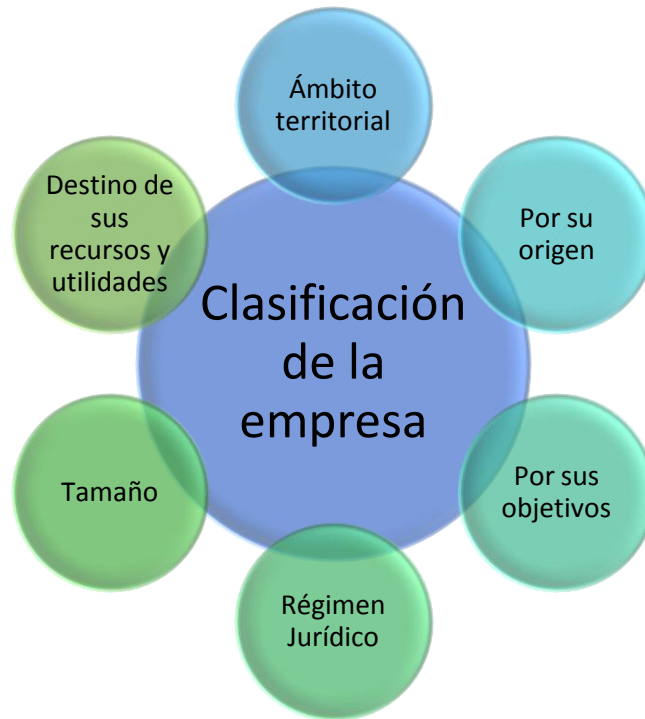 Clasificación
de la
empresa
Ámbito
territorial
Por su
origen
Por sus
objetivos
Régimen
Jurídico
Tamaño
Destino de
sus
recursos y
utilidades